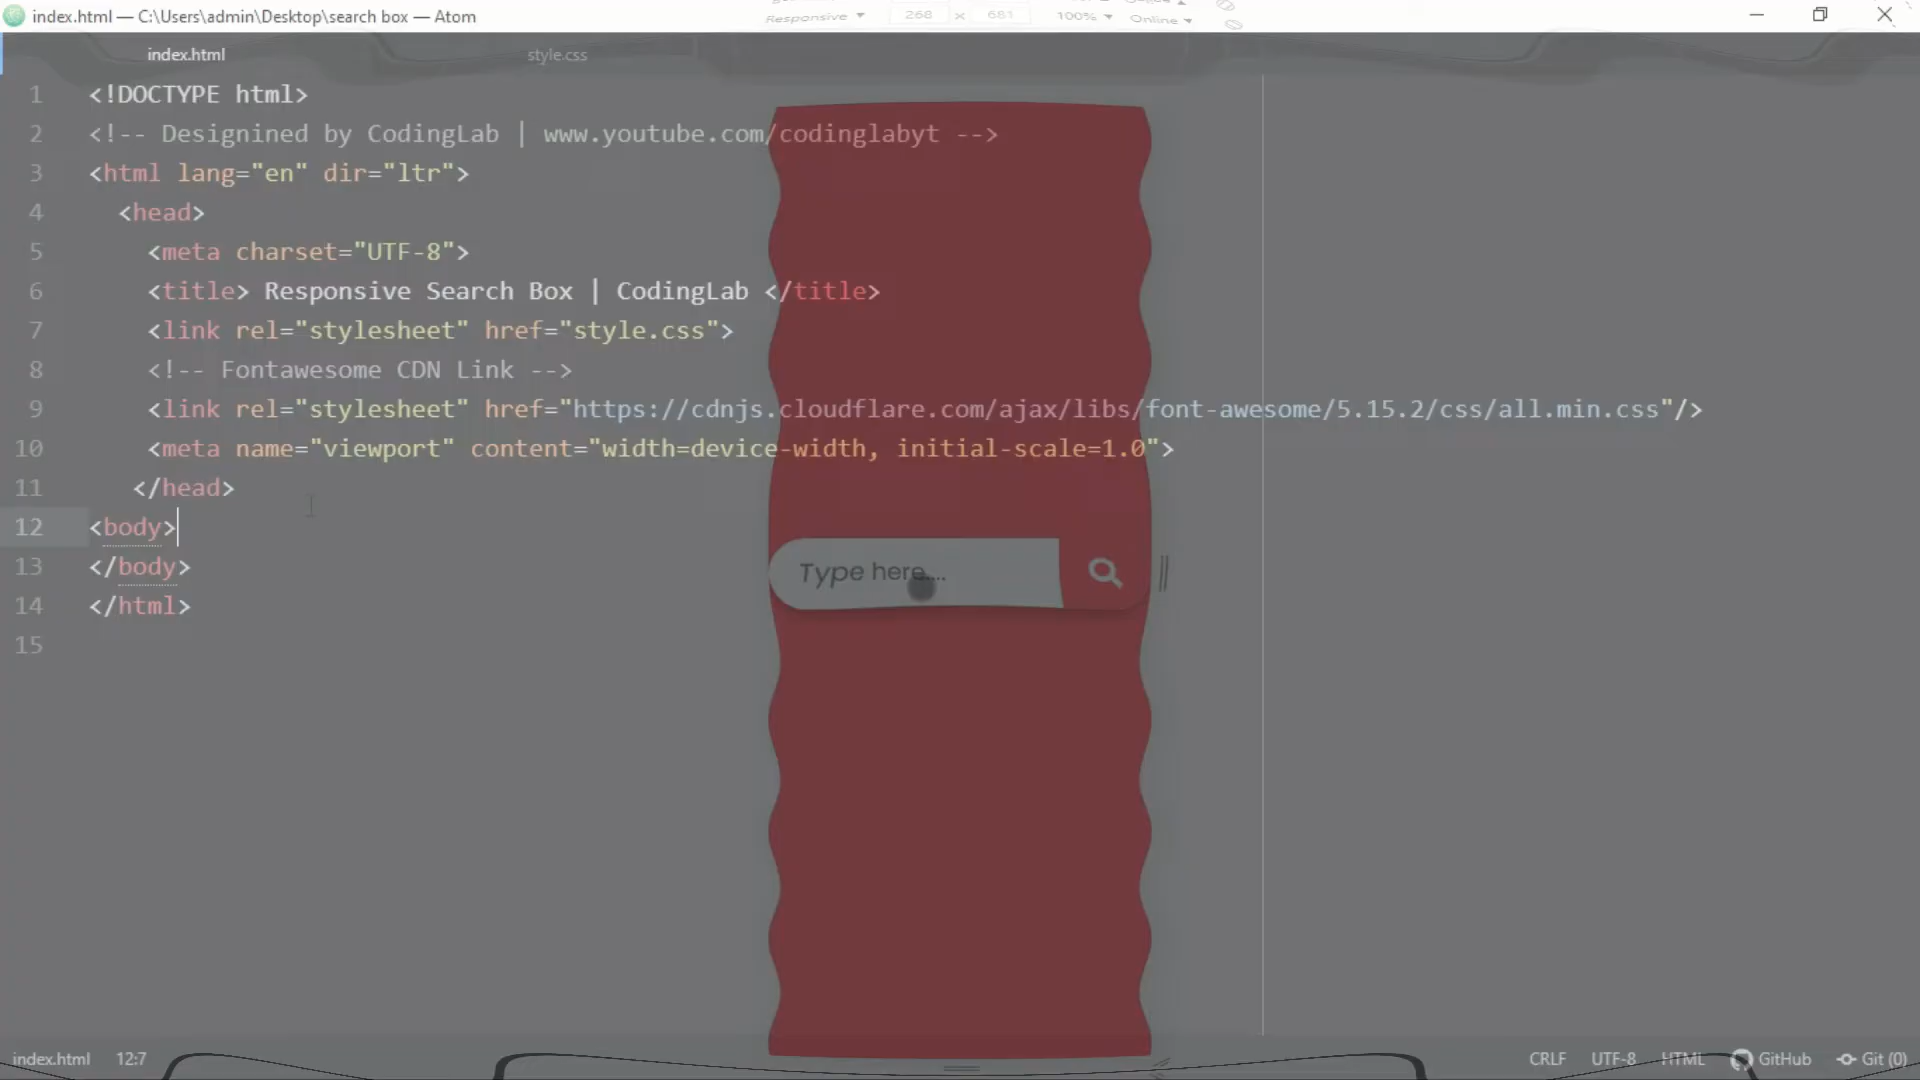 index.html — C:\Users\admin\Desktop\search box — Atom
Responsive 268 x 681 100% Online
index.html style.css
1 <!DOCTYPE html>
2 <!-- Designined by CodingLab | www.youtube.com/codinglabyt -->
3 <html lang="en" dir="ltr">
4 <head>
5 <meta charset="UTF-8">
6 <title> Responsive Search Box | CodingLab </title>
7 <link rel="stylesheet" href="style.css">
8 <!-- Fontawesome CDN Link -->
9 <link rel="stylesheet" href="https://cdnjs.cloudflare.com/ajax/libs/font-awesome/5.15.2/css/all.min.css"/>
10 <meta name="viewport" content="width=device-width, initial-scale=1.0">
11 </head>
12 <body>
13 </body>
Type here....
14 </html>
15
index.html 12:7 CRLF UTF-8 HTML GitHub Git (0)